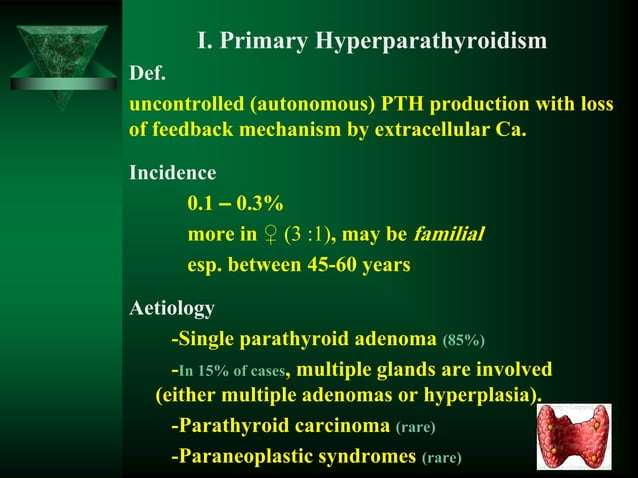 I. Primary Hyperparathyroidism
Def.
uncontrolled (autonomous) PTH production with loss
of feedback mechanism by extracellular Ca.
Incidence
0.1 – 0.3%
more in ♀ (3 :1), may be familial
esp. between 45-60 years
Aetiology
-Single parathyroid adenoma (85%)
-In 15% of cases, multiple glands are involved
(either multiple adenomas or hyperplasia).
-Parathyroid carcinoma (rare)
-Paraneoplastic syndromes (rare)